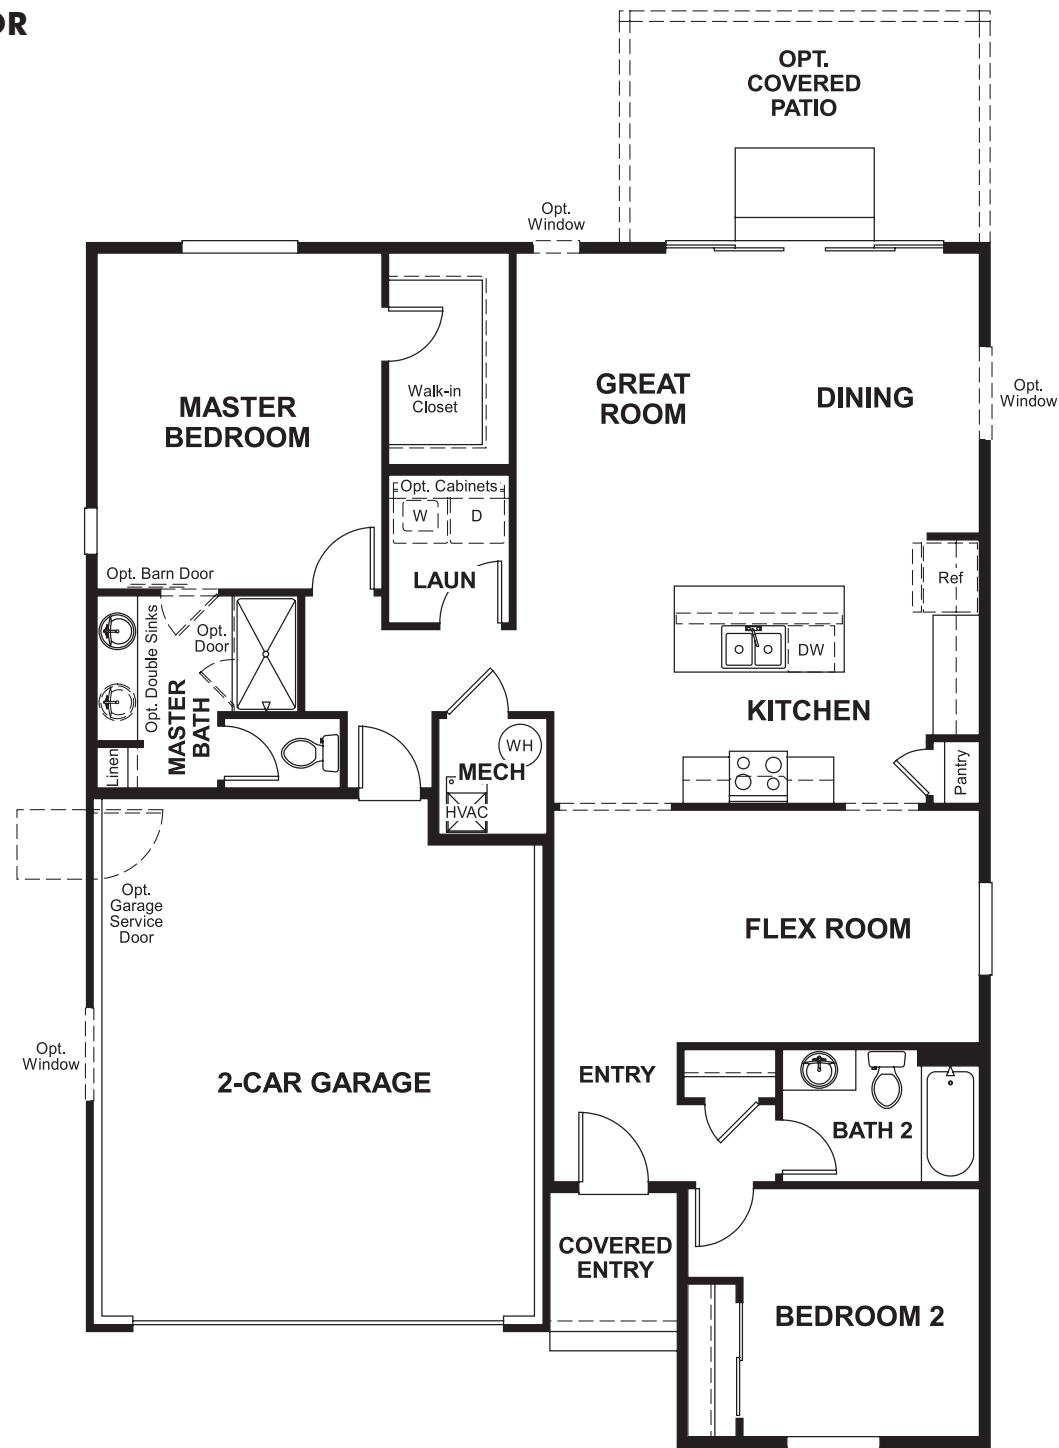 OR
OPT.
COVERED
PATIO
Opt.
Window
Walk-in
Closet
MASTER
BEDROOM
GREAT
ROOM
DINING
Opt.
Window
Opt. Cabinets
W
D
LAUN
Opt. Barn Door
Opt. Double Sinks
Opt.
Door
MASTER
BATH
Linen
Ref
DW
KITCHEN
Pantry
WH
MECH
HVAC
Opt.
Garage
Service
Door
FLEX ROOM
Opt.
Window
2-CAR GARAGE
ENTRY
BATH 2
COVERED
ENTRY
BEDROOM 2